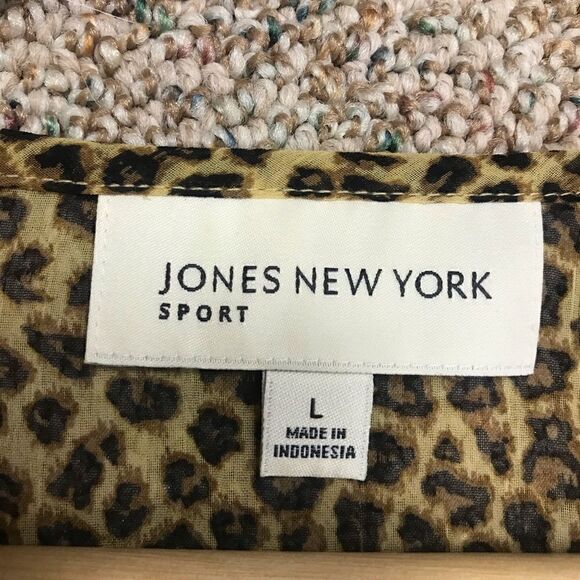 JONES NEW YORK
SPORT
L
MADE IN
INDONESIA